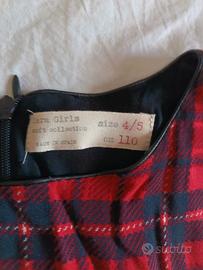 Zara Girls
soft collection
MADE IN SPAIN
size 4/5
cm 110
subito